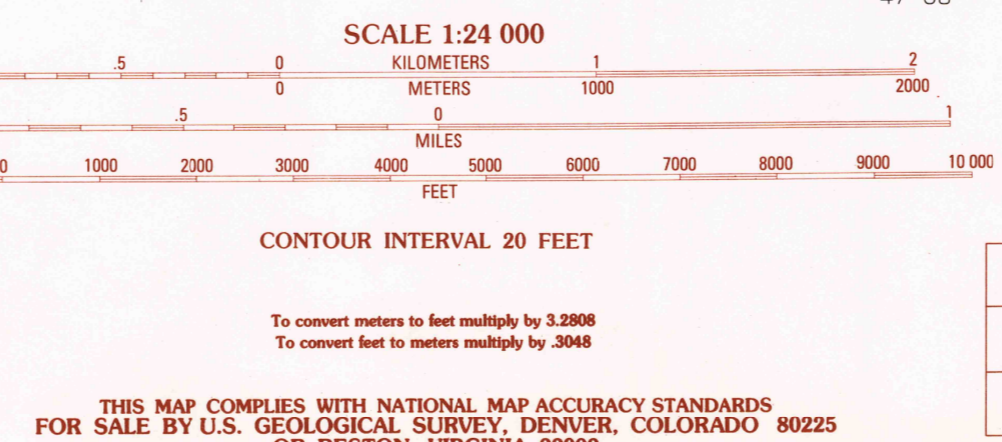 SCALE 1:24 000
.5 0 KILOMETERS 1 2
0 METERS 1000 2000
.5 0 1
MILES
0 1000 2000 3000 4000 5000 6000 7000 8000 9000 10 000
FEET
CONTOUR INTERVAL 20 FEET
To convert meters to feet multiply by 3.2808
To convert feet to meters multiply by .3048
THIS MAP COMPLIES WITH NATIONAL MAP ACCURACY STANDARDS
FOR SALE BY U.S. GEOLOGICAL SURVEY, DENVER, COLORADO 80225
OR RESTON, VIRGINIA